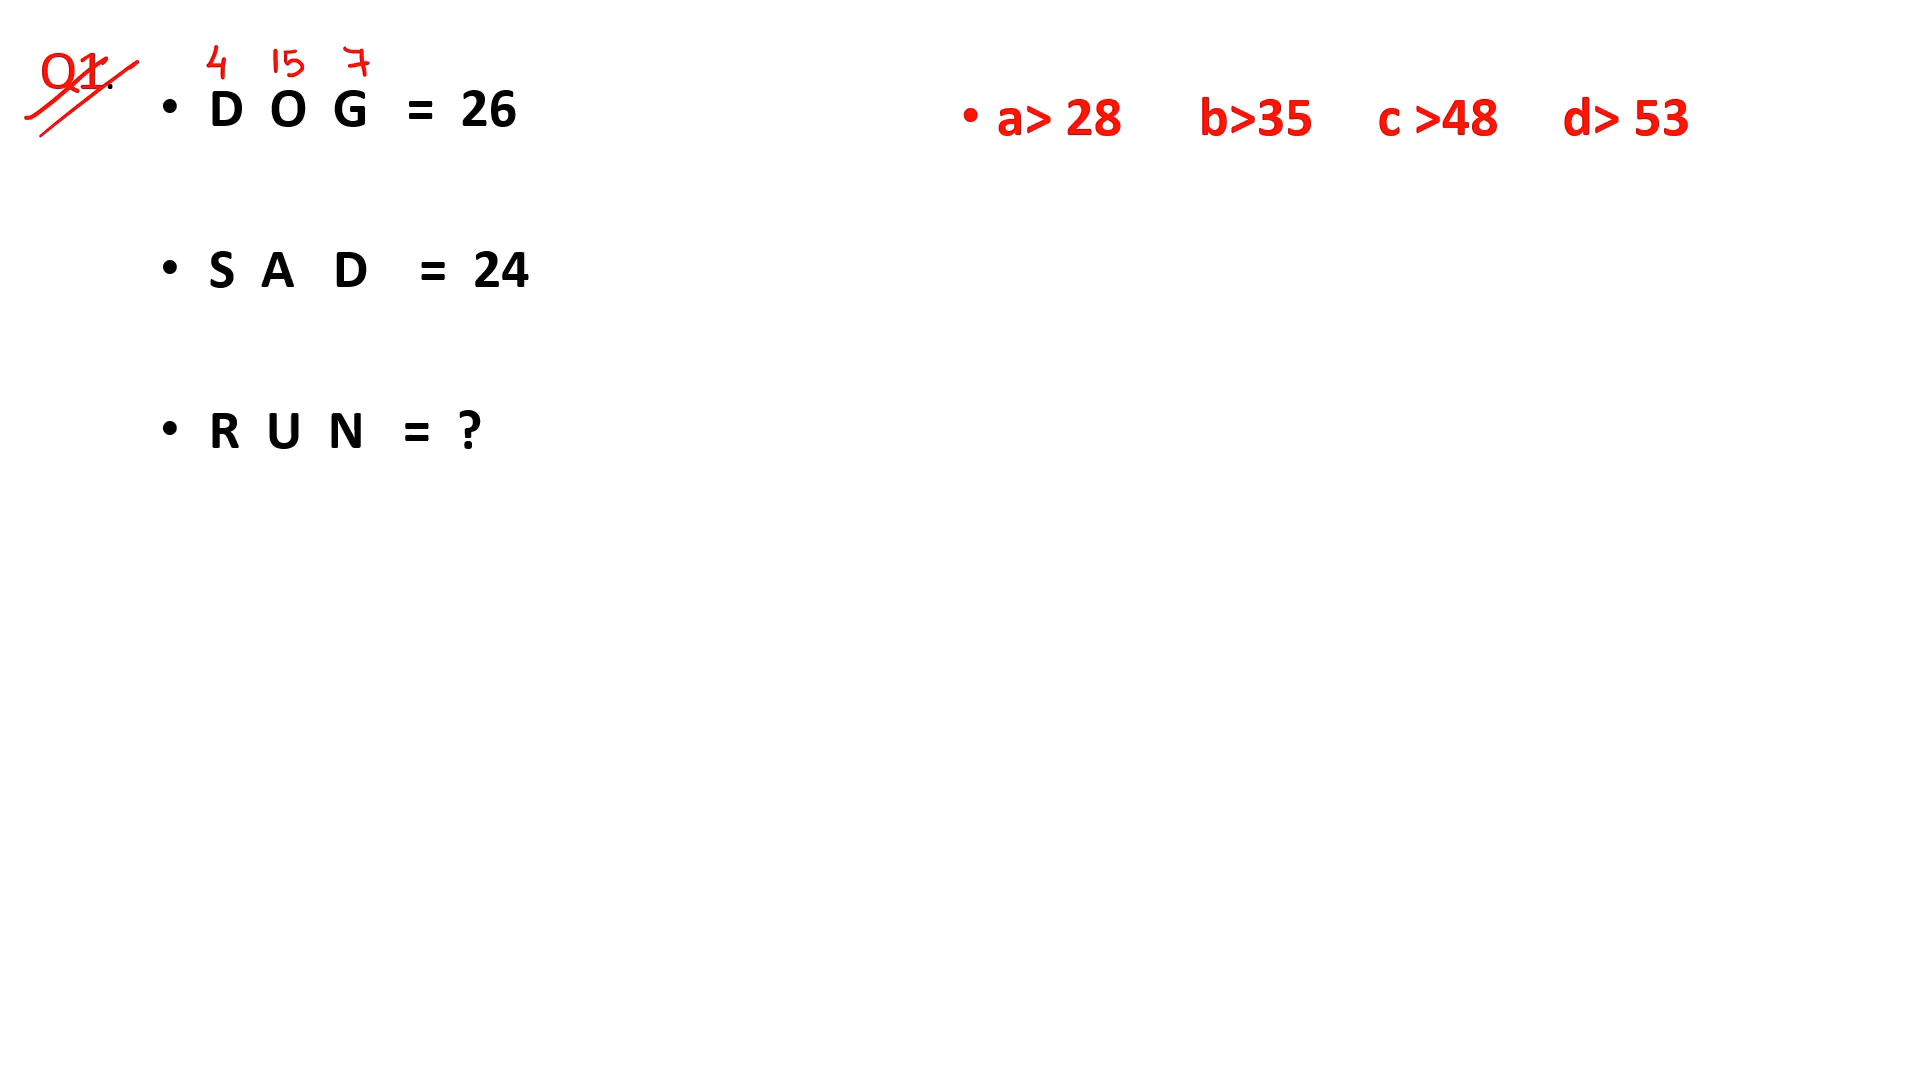 Q1.
4 15 7
• D O G = 26
• a> 28 b>35 c >48 d> 53
• S A D = 24
• R U N = ?